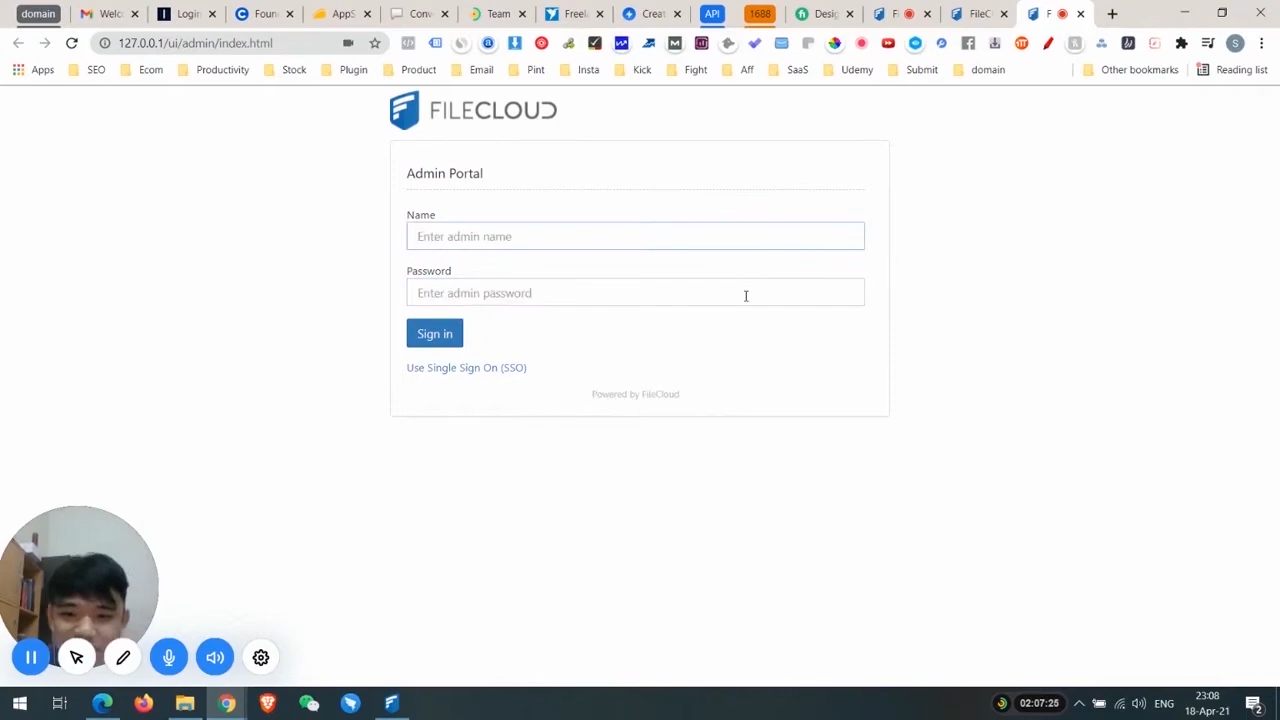 domain
Welco
Login
Foun
AppS
Conv
Team
Freela
Creat
API
1688
Desig
F
FileC
F
127.0.0.1/ui/admin/index.html
S
Apps
SEO
Ecom
Productivity
Stock
Plugin
Product
Email
Pint
Insta
Kick
Fight
Aff
SaaS
Udemy
Submit
domain
Other bookmarks
Reading list
FILECLOUD
Admin Portal
Name
Enter admin name
Password
Enter admin password
Sign in
Use Single Sign On (SSO)
Powered by FileCloud
02:07:25
ENG
23:08
18-Apr-21
2